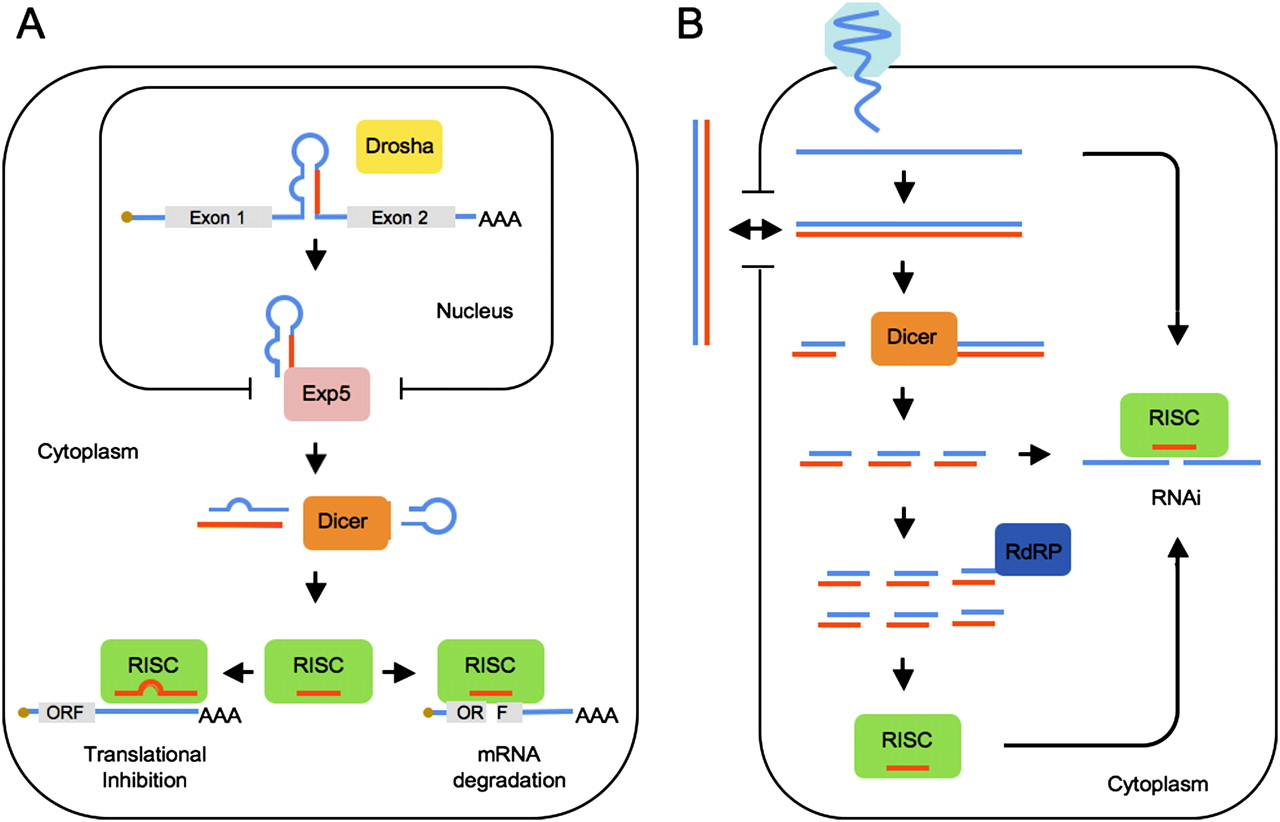 A
Drosha
Exon 1
Exon 2
AAA
Nucleus
Exp5
Cytoplasm
Dicer
RISC
RISC
RISC
ORF
AAA
OR F
AAA
Translational
Inhibition
mRNA
degradation
B
Dicer
RISC
RNAi
RdRP
RISC
Cytoplasm